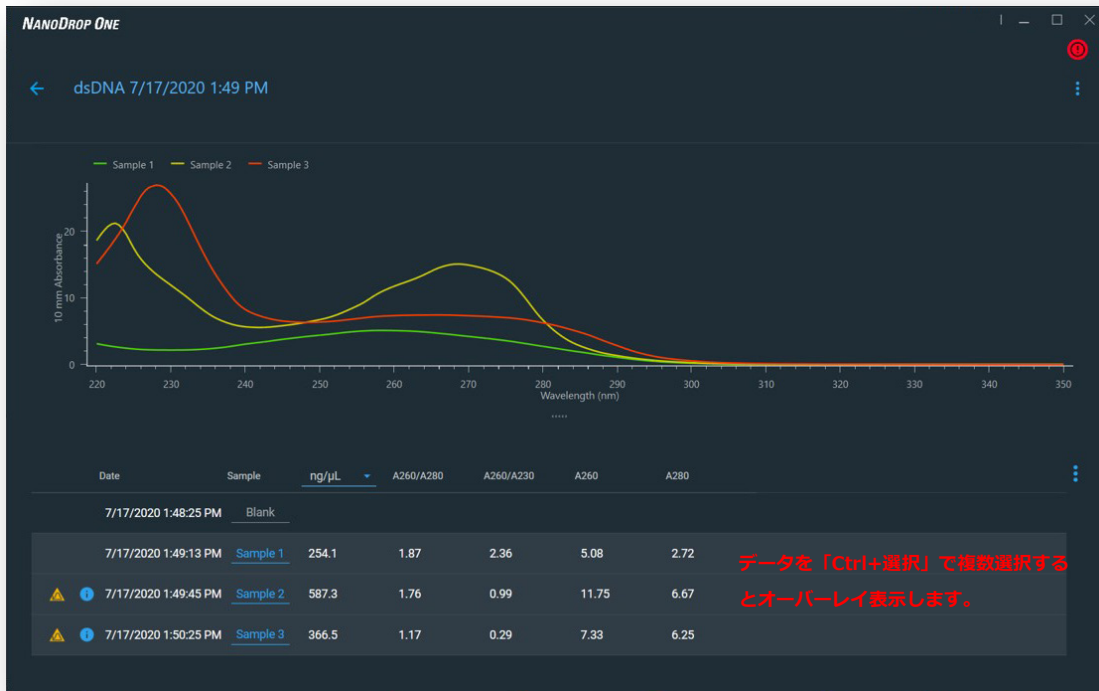 NANODROP ONE
dsDNA 7/17/2020 1:49 PM
Sample 1 Sample 2 Sample 3
10 mm Absorbance
20
10
0
220 230 240 250 260 270 280 290 300 310 320 330 340 350
Wavelength (nm)
Date Sample ng/µL A260/A280 A260/A230 A260 A280
7/17/2020 1:48:25 PM Blank
7/17/2020 1:49:13 PM Sample 1 254.1 1.87 2.36 5.08 2.72
7/17/2020 1:49:45 PM Sample 2 587.3 1.76 0.99 11.75 6.67
7/17/2020 1:50:25 PM Sample 3 366.5 1.17 0.29 7.33 6.25
データを「Ctrl+選択」で複数選択する
とオーバーレイ表示します。